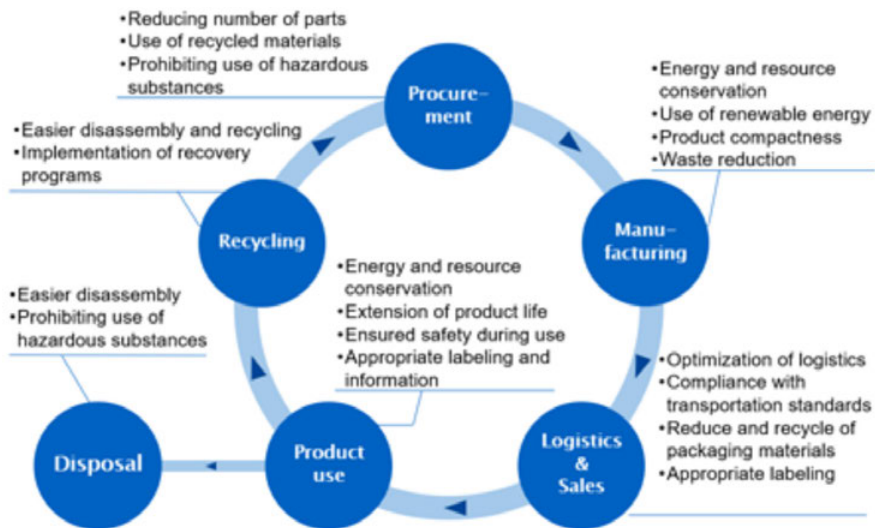 •Reducing number of parts
•Use of recycled materials
•Prohibiting use of hazardous
substances
Procure-
ment
•Energy and resource
conservation
•Use of renewable energy
•Product compactness
•Waste reduction
Manu-
facturing
•Easier disassembly and recycling
•Implementation of recovery
programs
Recycling
•Energy and resource
conservation
•Extension of product life
•Ensured safety during use
•Appropriate labeling and
information
Product
use
•Easier disassembly
•Prohibiting use of
hazardous substances
Disposal
•Optimization of logistics
•Compliance with
transportation standards
•Reduce and recycle of
packaging materials
•Appropriate labeling
Logistics
&
Sales